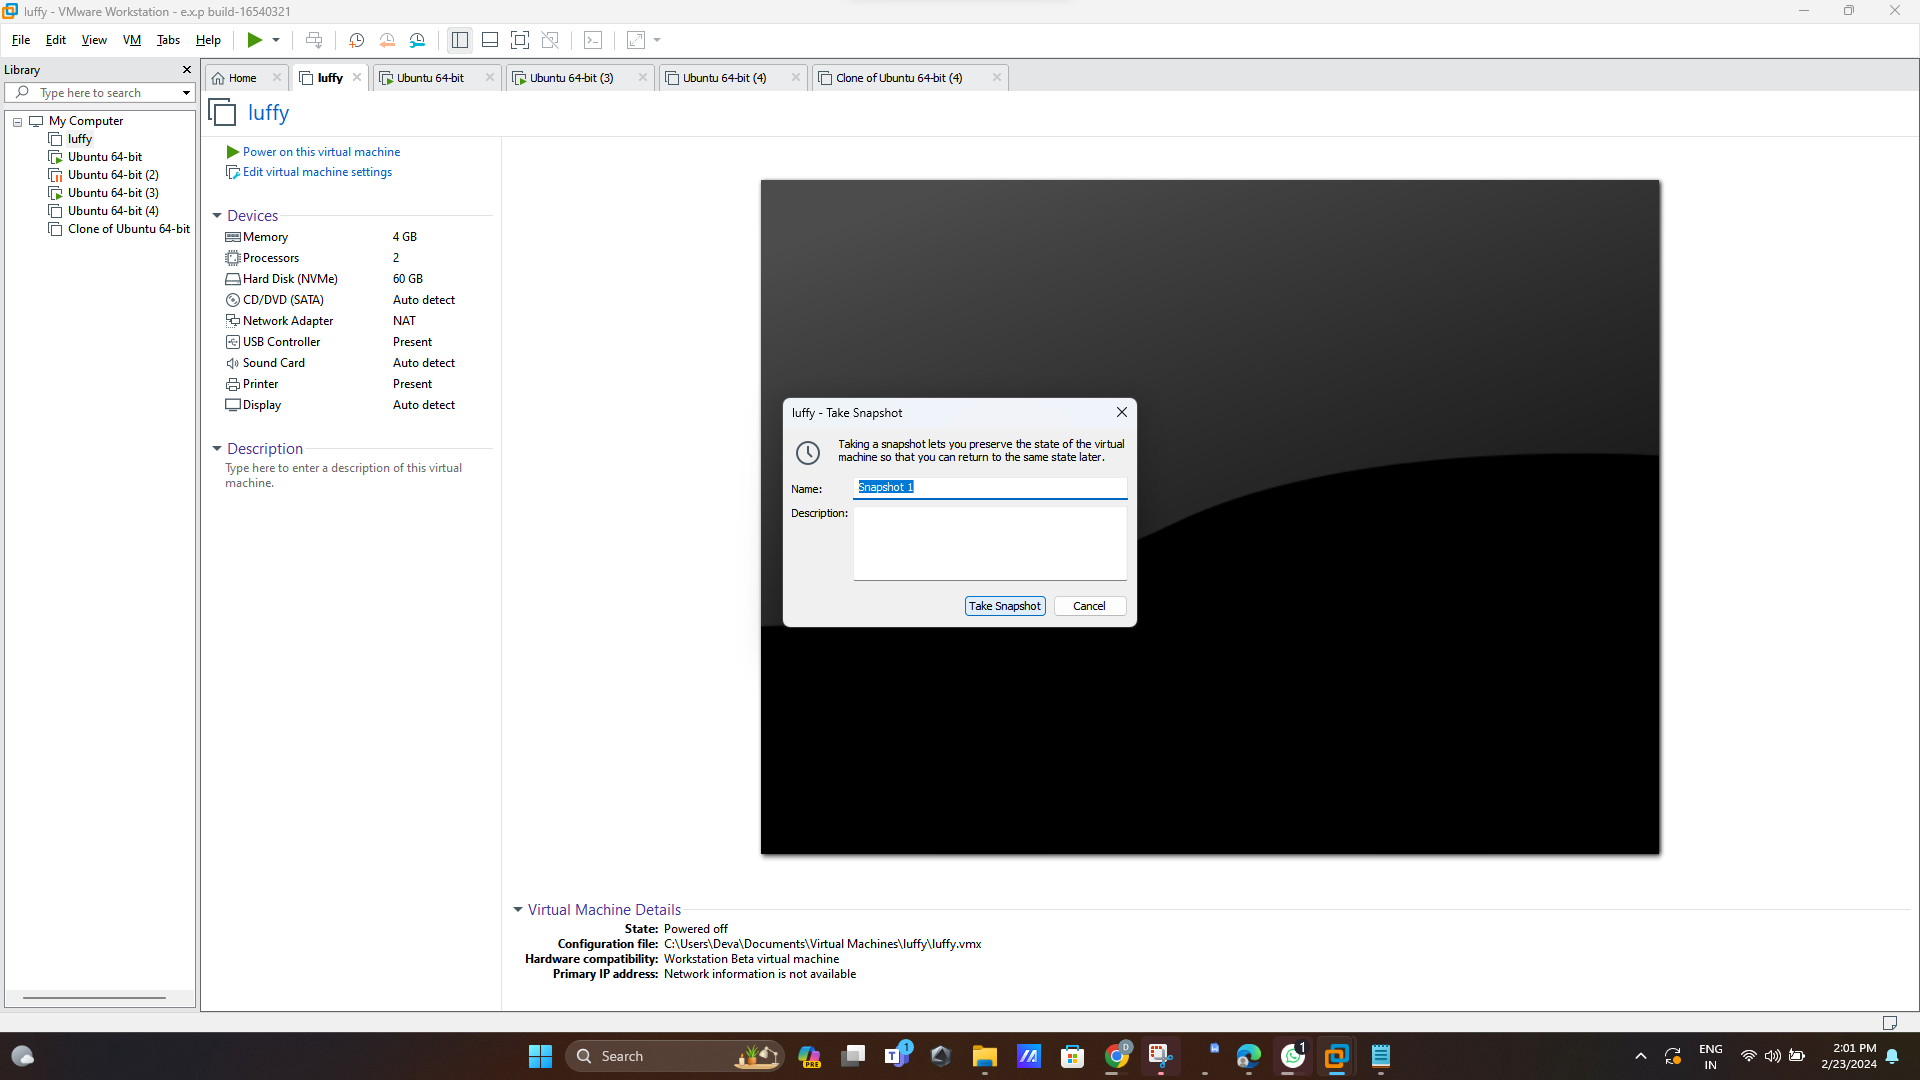 luffy - VMware Workstation - e.x.p build-16540321
File Edit View VM Tabs Help
Library
Type here to search
My Computer
luffy
Ubuntu 64-bit
Ubuntu 64-bit (2)
Ubuntu 64-bit (3)
Ubuntu 64-bit (4)
Clone of Ubuntu 64-bit
Home luffy Ubuntu 64-bit Ubuntu 64-bit (3) Ubuntu 64-bit (4) Clone of Ubuntu 64-bit (4)
luffy
Power on this virtual machine
Edit virtual machine settings
Devices
Memory 4 GB
Processors 2
Hard Disk (NVMe) 60 GB
CD/DVD (SATA) Auto detect
Network Adapter NAT
USB Controller Present
Sound Card Auto detect
Printer Present
Display Auto detect
Description
Type here to enter a description of this virtual
machine.
luffy - Take Snapshot
Taking a snapshot lets you preserve the state of the virtual
machine so that you can return to the same state later.
Name: Snapshot 1
Description:
Take Snapshot Cancel
Virtual Machine Details
State: Powered off
Configuration file: C:\Users\Deva\Documents\Virtual Machines\luffy\luffy.vmx
Hardware compatibility: Workstation Beta virtual machine
Primary IP address: Network information is not available
Search
PRE
T 1
D
1
ENG
IN
2:01 PM
2/23/2024